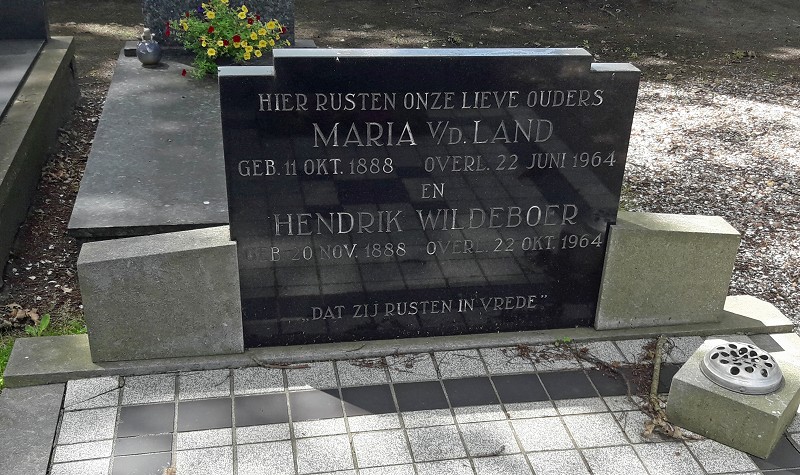 HIER RUSTEN ONZE LIEVE OUDERS
MARIA V/D. LAND
GEB. 11 OKT. 1888 OVERL. 22 JUNI 1964
EN
HENDRIK WILDEBOER
GEB. 20 NOV. 1888 OVERL. 22 OKT. 1964
„DAT ZIJ RUSTEN IN VREDE"